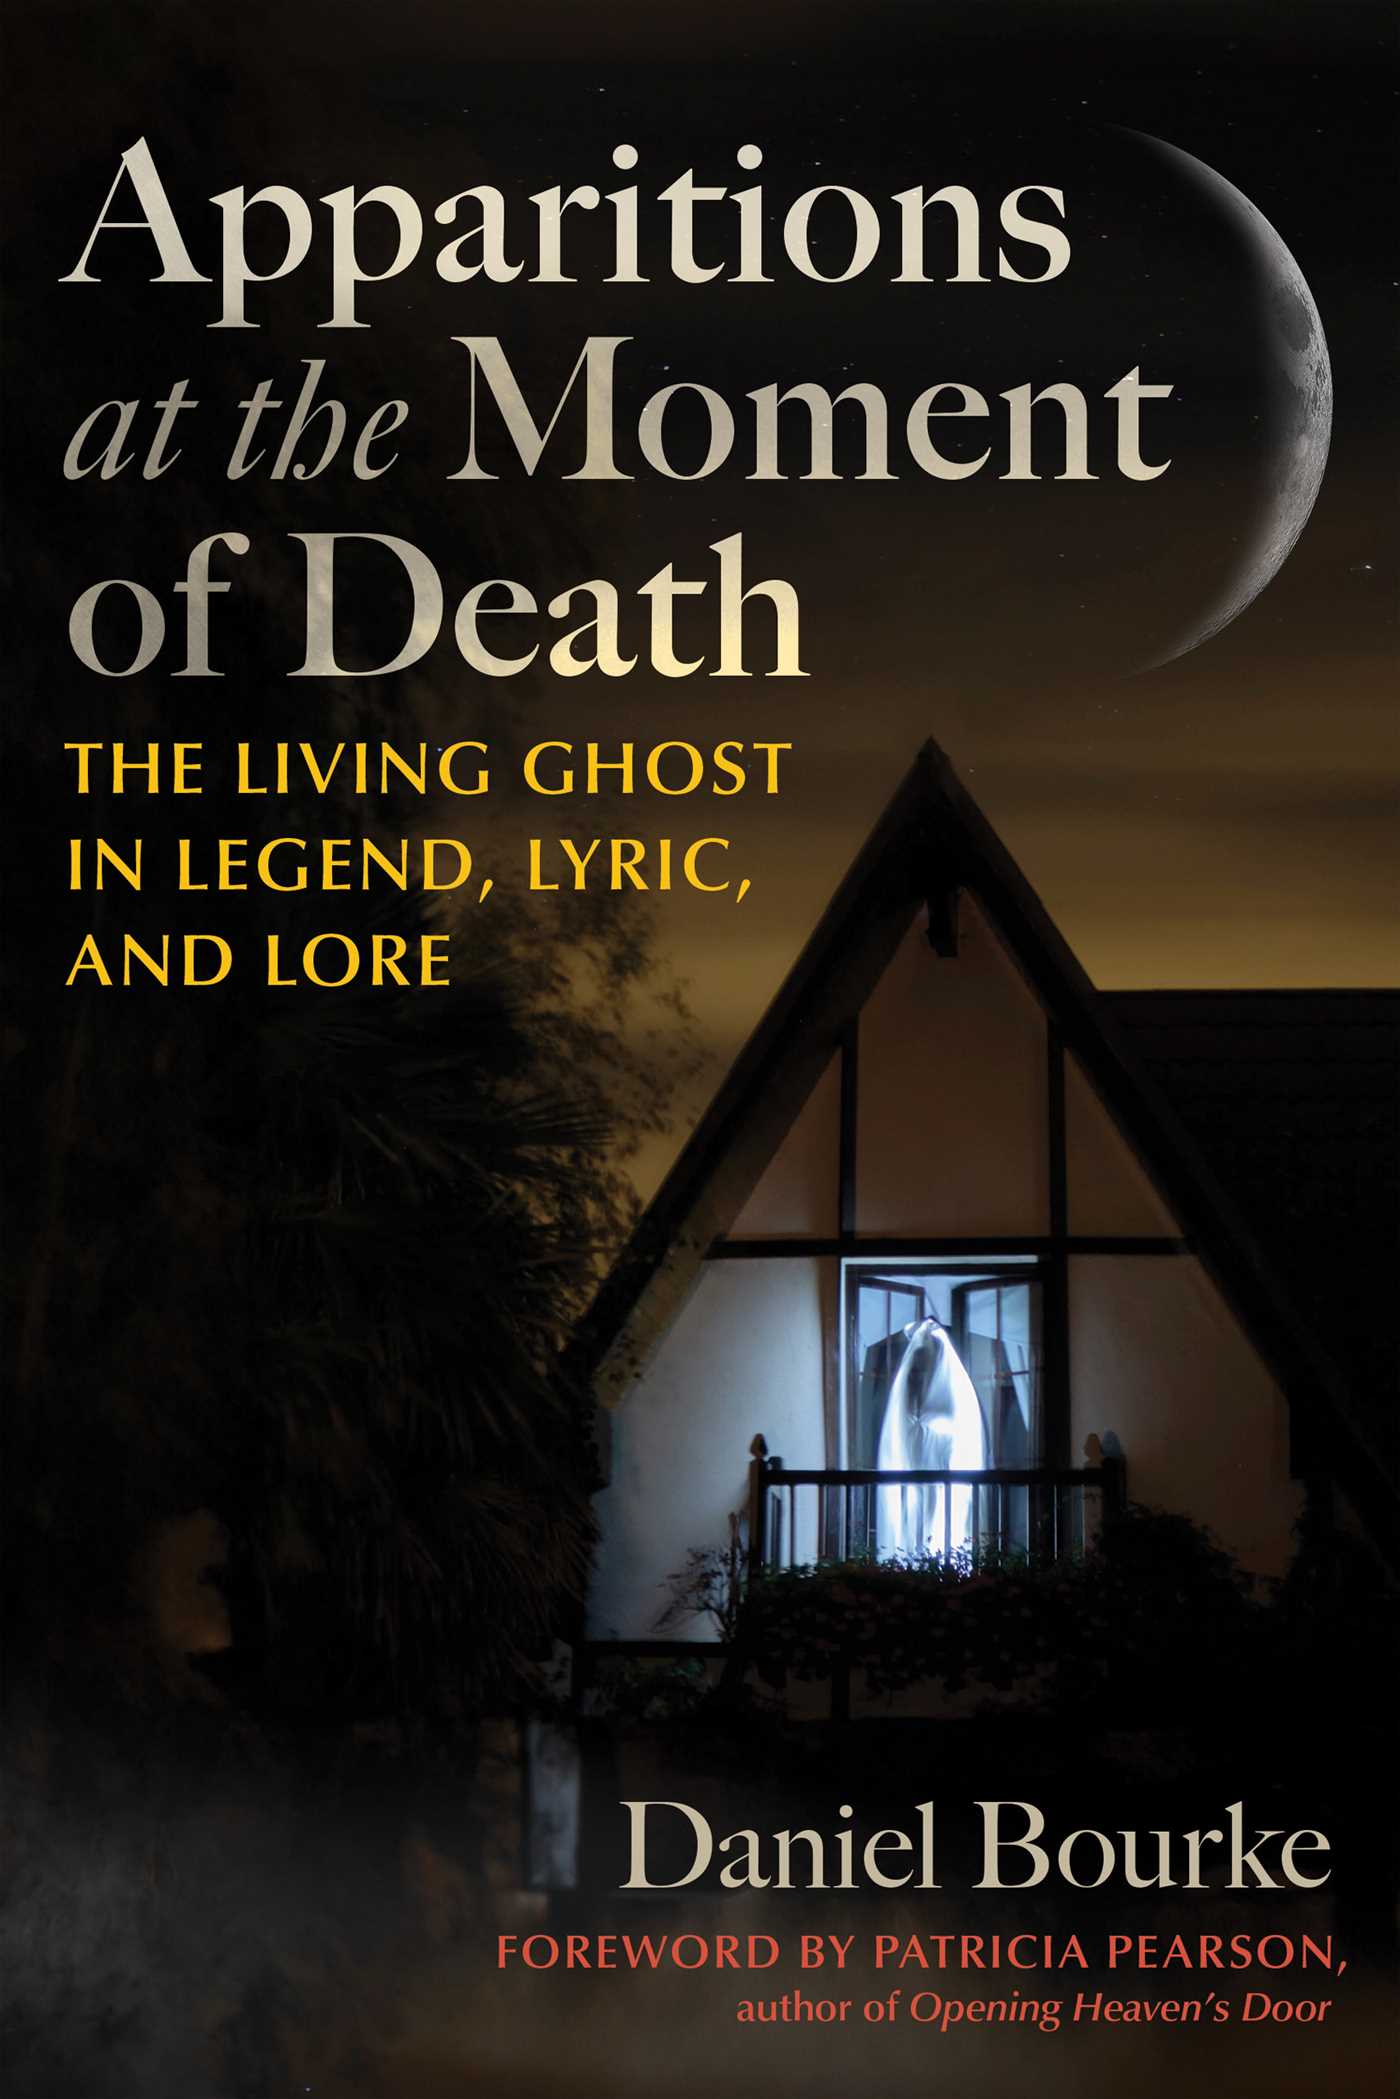 Apparitions
at the Moment
of Death
THE LIVING GHOST
IN LEGEND, LYRIC,
AND LORE
Daniel Bourke
FOREWORD BY PATRICIA PEARSON,
author of Opening Heaven's Door